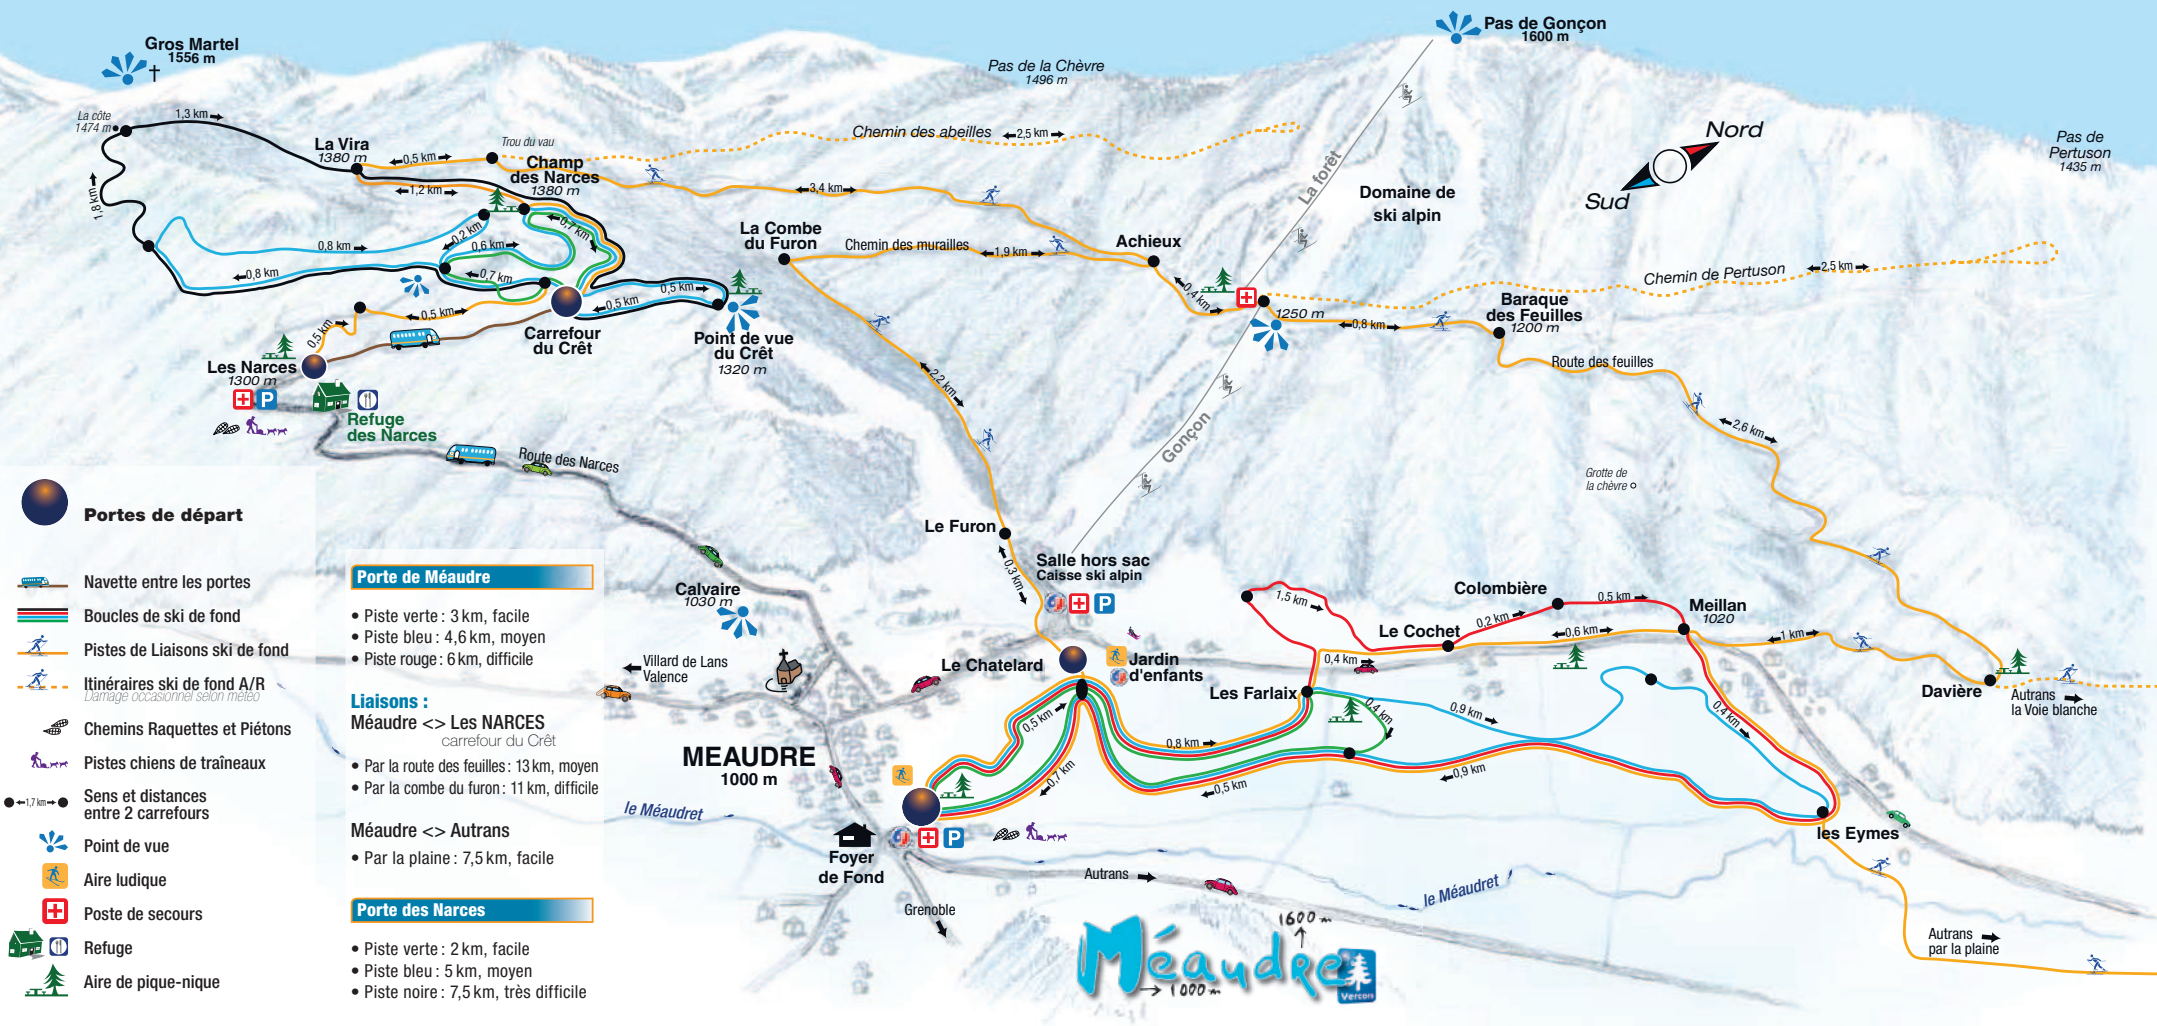 Gros Martel
1556 m
Pas de Gonçon
1600 m
Pas de la Chèvre
1496 m
La côte
1474 m
1,3 km
La Vira
1380 m
0,5 km
Trou du vau
Champ
des Narces
1380 m
1,2 km
Chemin des abeilles
2,5 km
Nord
Sud
Pas de
Pertuson
1435 m
1,8 km
3,4 km
La forêt
Domaine de
ski alpin
0,8 km
0,2 km
0,6 km
0,7 km
0,8 km
0,7 km
La Combe
du Furon
Chemin des murailles
1,9 km
Achieux
0,4 km
1250 m
Chemin de Pertuson
2,5 km
0,5 km
0,5 km
0,5 km
0,5 km
Carrefour
du Crêt
Point de vue
du Crêt
1320 m
0,8 km
Baraque
des Feuilles
1200 m
Route des feuilles
Les Narces
1300 m
P
Refuge
des Narces
2,2 km
Gonçon
2,6 km
Route des Narces
Grotte de
la chèvre
Le Furon
0,3 km
Salle hors sac
Caisse ski alpin
P
Calvaire
1030 m
Villard de Lans
Valence
Le Chatelard
Jardin
d'enfants
1,5 km
Le Cochet
0,2 km
Colombière
0,5 km
Meillan
1020
0,6 km
1 km
0,4 km
Les Farlaix
0,4 km
0,9 km
0,4 km
Davière
Autrans
la Voie blanche
0,5 km
0,8 km
0,7 km
0,5 km
0,9 km
MEAUDRE
1000 m
le Méaudret
les Eymes
P
Foyer
de Fond
Autrans
Grenoble
le Méaudret
Autrans
par la plaine
Méaudre
1600 m
1000 m
Vercors
Portes de départ
Navette entre les portes
Boucles de ski de fond
Pistes de Liaisons ski de fond
Itinéraires ski de fond A/R
Damage occasionnel selon météo
Chemins Raquettes et Piétons
Pistes chiens de traîneaux
1,7 km
Sens et distances
entre 2 carrefours
Point de vue
Aire ludique
Poste de secours
Refuge
Aire de pique-nique
Porte de Méaudre
• Piste verte : 3 km, facile
• Piste bleu : 4,6 km, moyen
• Piste rouge : 6 km, difficile
Liaisons :
Méaudre <> Les NARCES
carrefour du Crêt
• Par la route des feuilles : 13 km, moyen
• Par la combe du furon : 11 km, difficile
Méaudre <> Autrans
• Par la plaine : 7,5 km, facile
Porte des Narces
• Piste verte : 2 km, facile
• Piste bleu : 5 km, moyen
• Piste noire : 7,5 km, très difficile